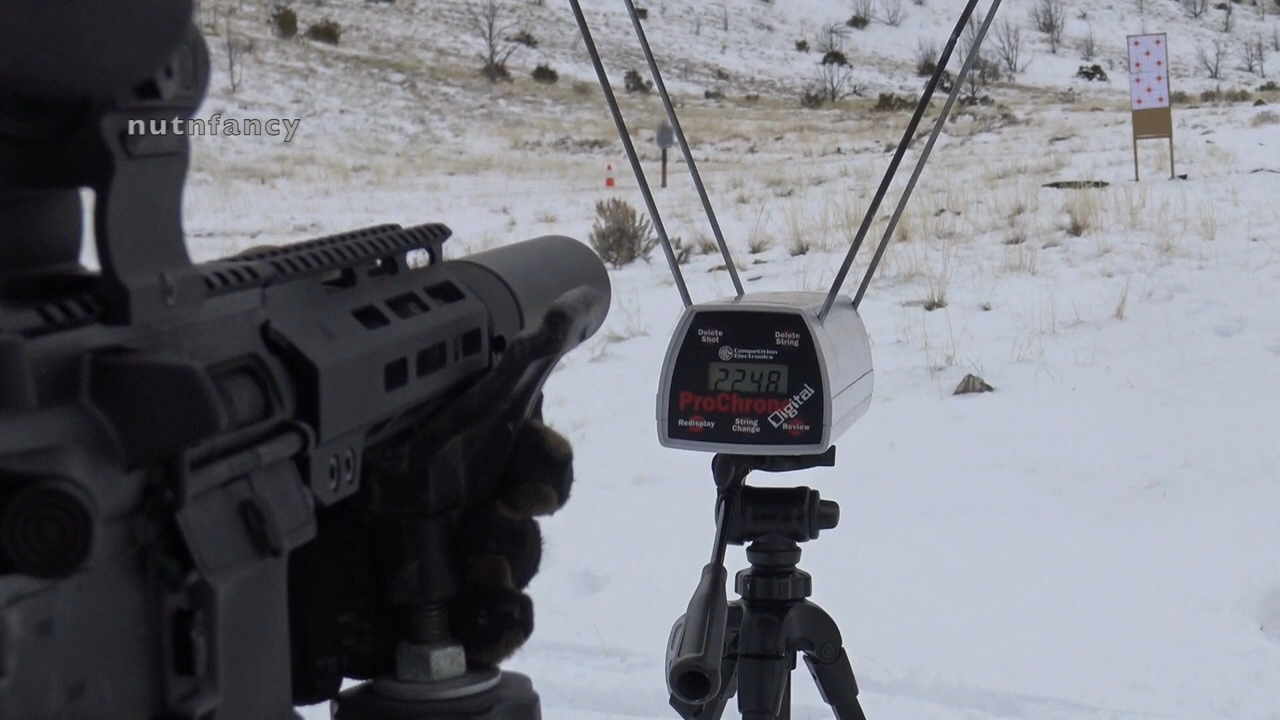 nutnfancy
Delete
Shot
Delete
String
Competition
Electronics
2248
ProChrono
Digital
Redisplay
String
Change
Review